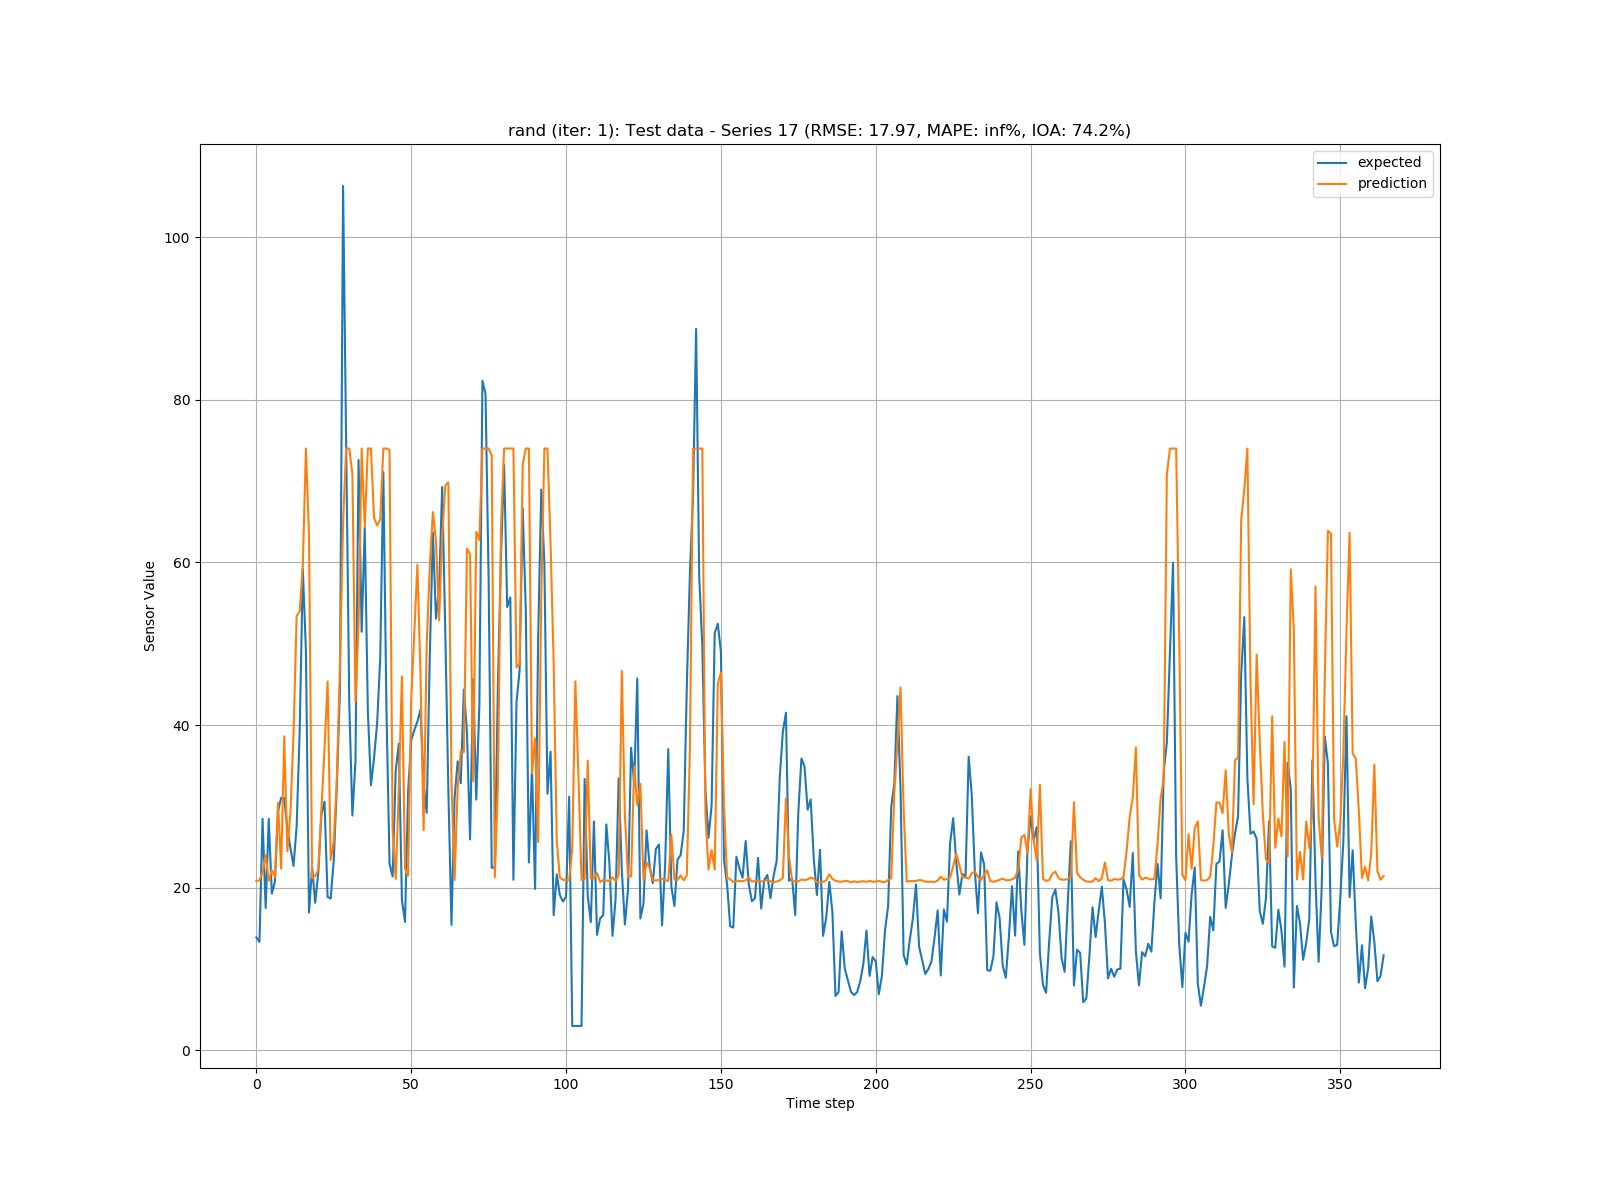 rand (iter: 1): Test data - Series 17 (RMSE: 17.97, MAPE: inf%, IOA: 74.2%)
expected
prediction
100
80
60
40
20
0
Sensor Value
0 50 100 150 200 250 300 350
Time step